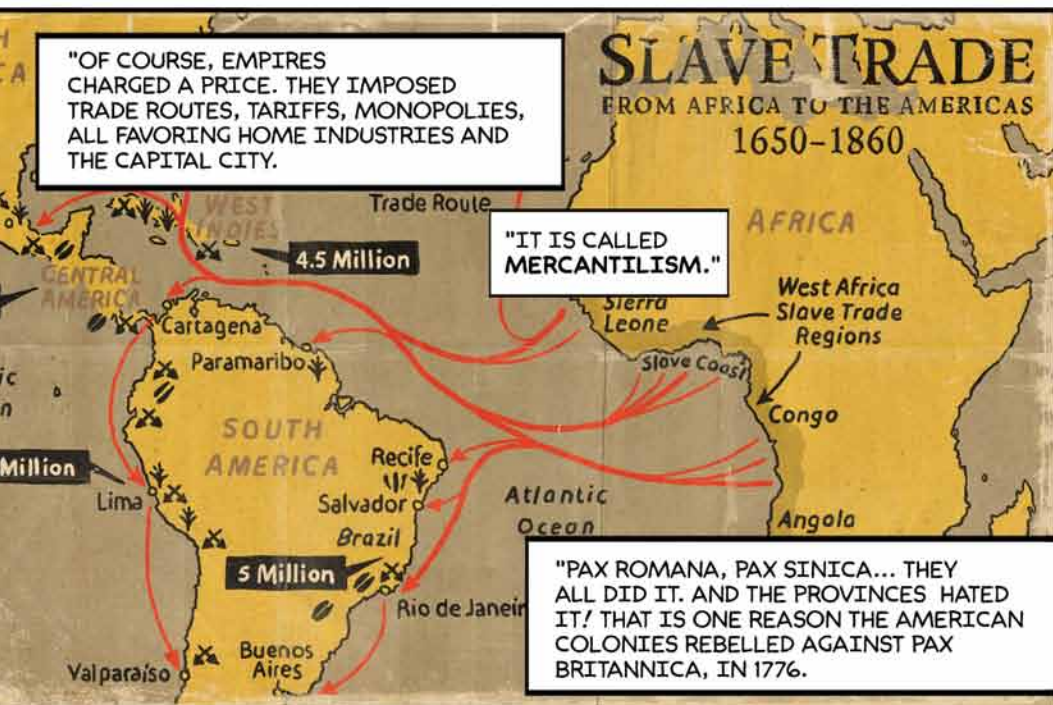 "OF COURSE, EMPIRES
CHARGED A PRICE. THEY IMPOSED
TRADE ROUTES, TARIFFS, MONOPOLIES,
ALL FAVORING HOME INDUSTRIES AND
THE CAPITAL CITY.
SLAVE TRADE
FROM AFRICA TO THE AMERICAS
1650-1860
Trade Route
WEST
INDIES
AFRICA
"IT IS CALLED
MERCANTILISM."
4.5 Million
CENTRAL
AMERICA
Sierra
Leone
West Africa
Slave Trade
Regions
Cartagena
Paramaribo
Slave Coast
Congo
SOUTH
AMERICA
Recife
Million
Lima
Salvador
Atlantic
Ocean
Brazil
Angola
5 Million
Rio de Janeir
"PAX ROMANA, PAX SINICA... THEY
ALL DID IT. AND THE PROVINCES HATED
IT! THAT IS ONE REASON THE AMERICAN
COLONIES REBELLED AGAINST PAX
BRITANNICA, IN 1776.
Buenos
Aires
Valparaíso